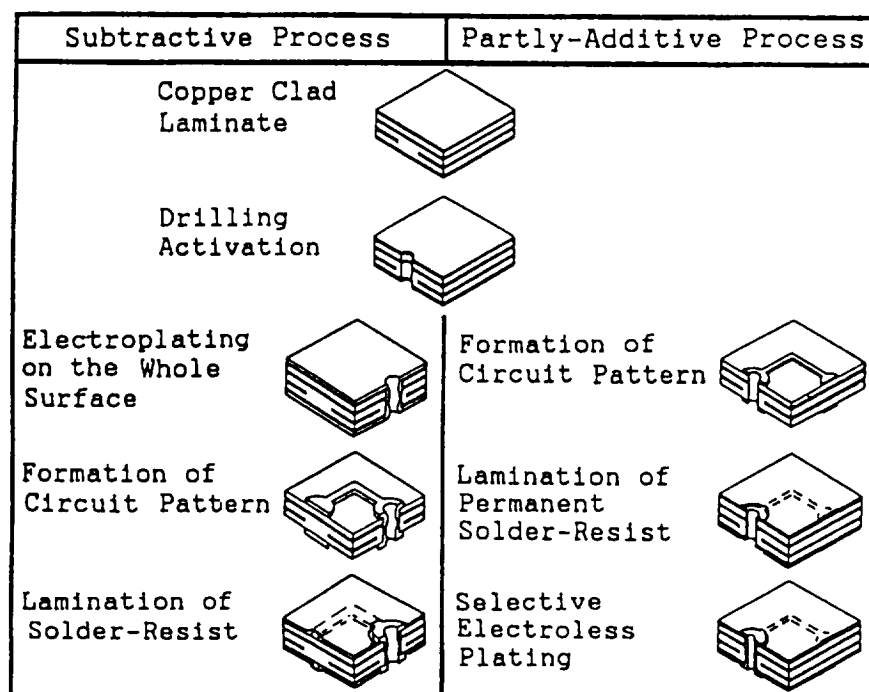 Subtractive Process
Partly-Additive Process
Copper Clad
Laminate
Drilling
Activation
Electroplating
on the Whole
Surface
Formation of
Circuit Pattern
Lamination of
Solder-Resist
Formation of
Circuit Pattern
Lamination of
Permanent
Solder-Resist
Selective
Electroless
Plating